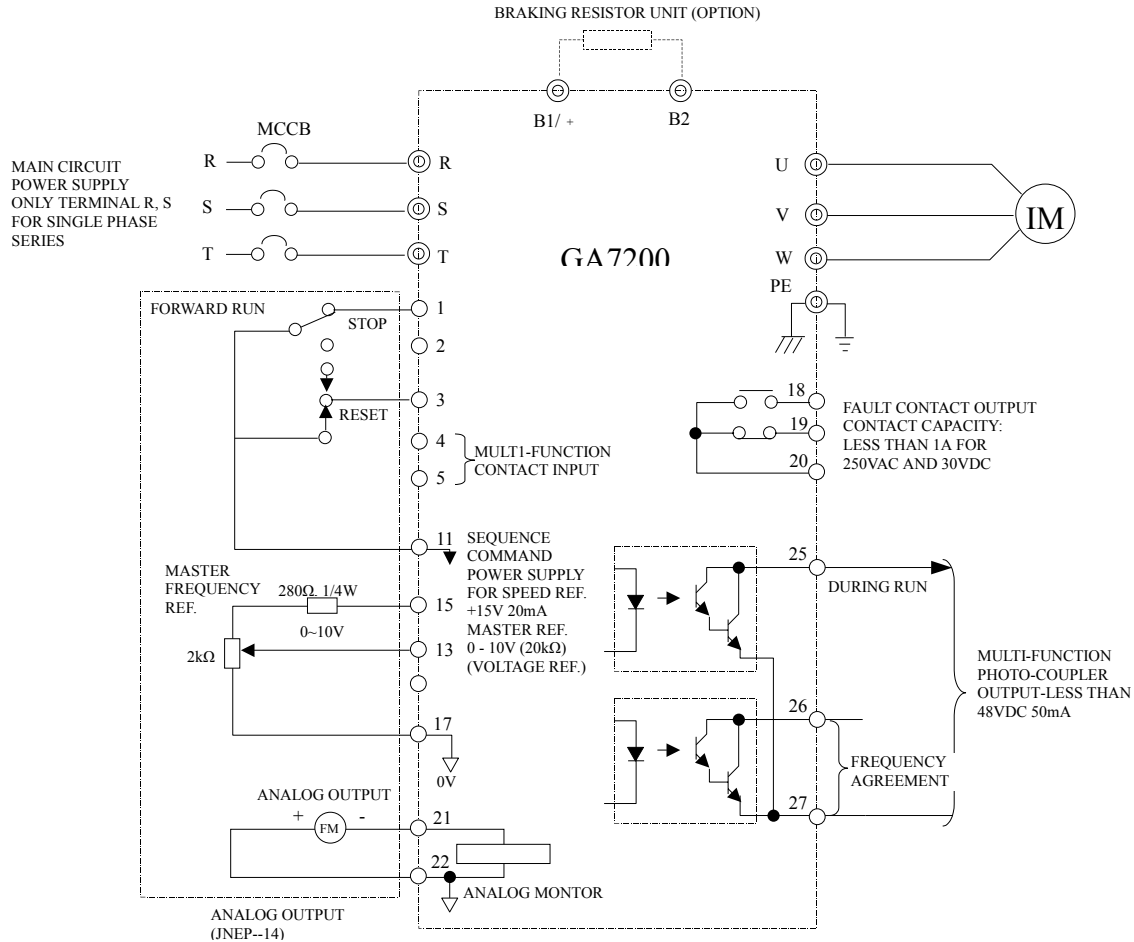 BRAKING RESISTOR UNIT (OPTION)
B1/ +
B2
MCCB
MAIN CIRCUIT
POWER SUPPLY
ONLY TERMINAL R, S
FOR SINGLE PHASE
SERIES
R
R
S
S
T
T
GA7200
U
V
W
PE
IM
FORWARD RUN
STOP
RESET
1
2
3
4
5
MULT1-FUNCTION
CONTACT INPUT
18
19
20
FAULT CONTACT OUTPUT
CONTACT CAPACITY:
LESS THAN 1A FOR
250VAC AND 30VDC
11
SEQUENCE
COMMAND
POWER SUPPLY
FOR SPEED REF.
+15V 20mA
MASTER REF.
0 - 10V (20kΩ)
(VOLTAGE REF.)
MASTER
FREQUENCY
REF.
280Ω. 1/4W
0~10V
2kΩ
15
13
17
0V
25
DURING RUN
26
FREQUENCY
AGREEMENT
27
MULTI-FUNCTION
PHOTO-COUPLER
OUTPUT-LESS THAN
48VDC 50mA
ANALOG OUTPUT
+
-
FM
21
22
ANALOG MONTOR
ANALOG OUTPUT
(JNEP--14)